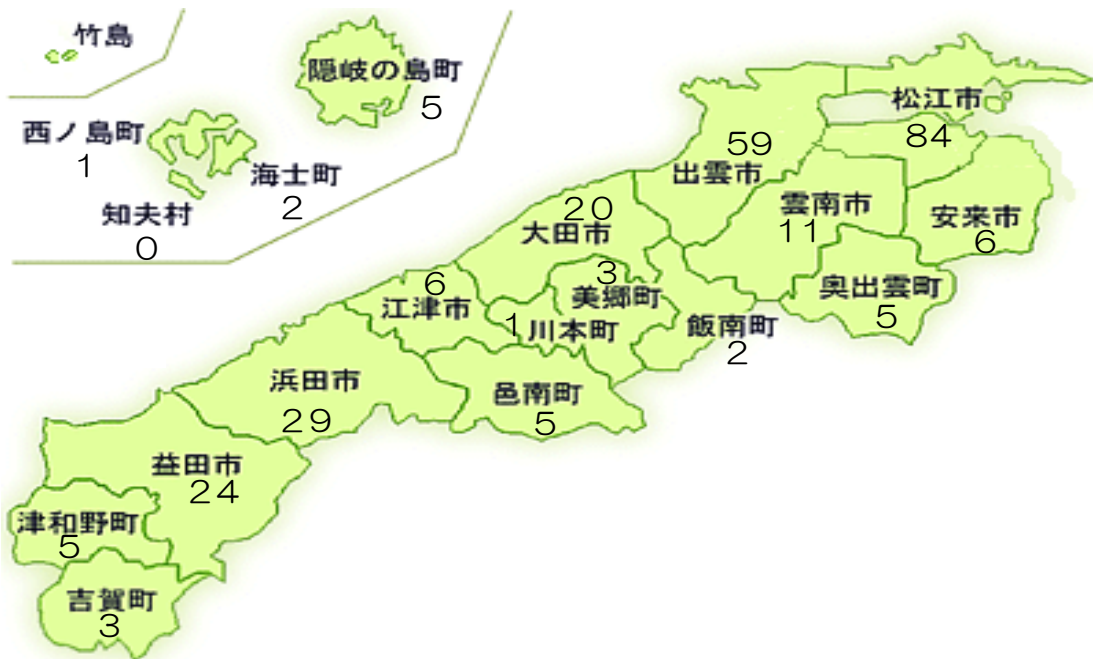 竹島
隠岐の島町
5
西ノ島町
1
海士町
2
知夫村
0
松江市
84
59
出雲市
雲南市
11
安来市
6
20
大田市
3
美郷町
奥出雲町
5
6
江津市
1
川本町
飯南町
2
浜田市
29
邑南町
5
益田市
24
津和野町
5
吉賀町
3